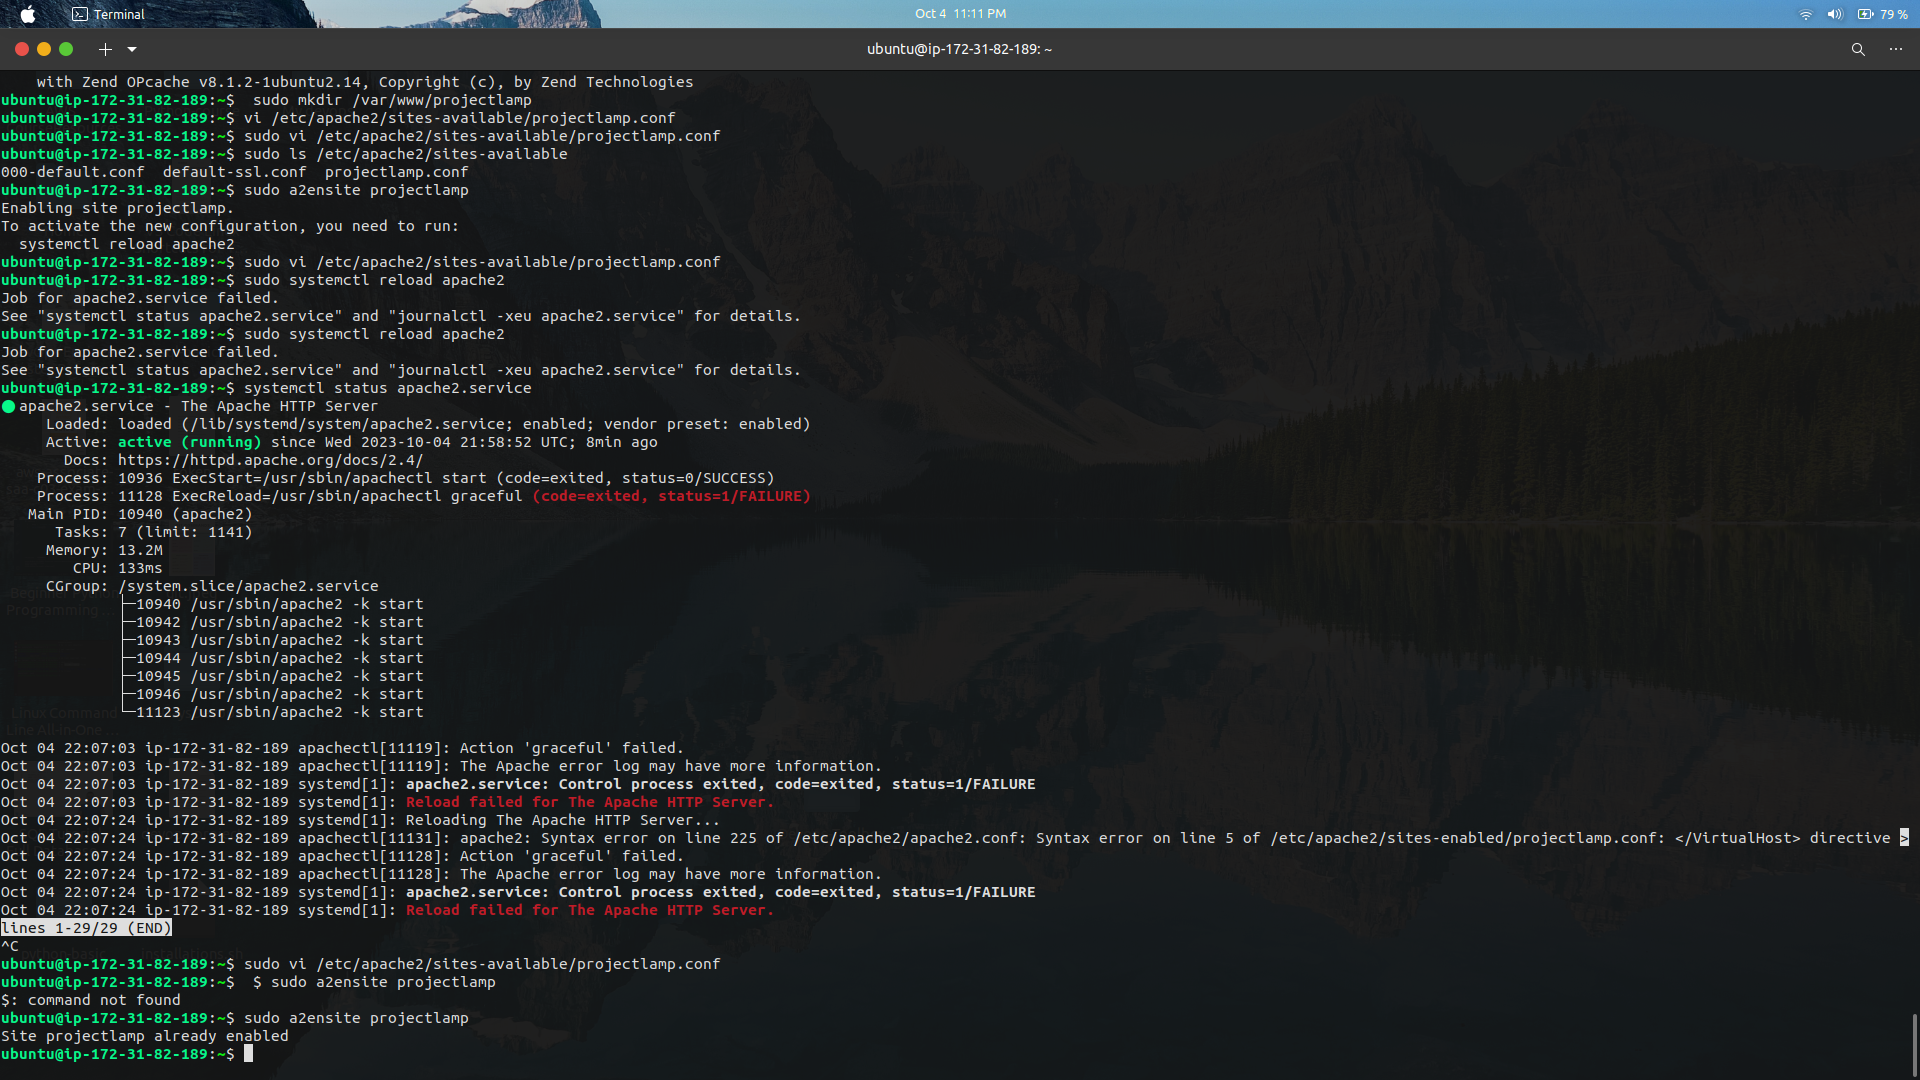 Terminal
Oct 4 11:11 PM
79 %
ubuntu@ip-172-31-82-189: ~
with Zend OPcache v8.1.2-1ubuntu2.14, Copyright (c), by Zend Technologies
ubuntu@ip-172-31-82-189:~$  sudo mkdir /var/www/projectlamp
ubuntu@ip-172-31-82-189:~$ vi /etc/apache2/sites-available/projectlamp.conf
ubuntu@ip-172-31-82-189:~$ sudo vi /etc/apache2/sites-available/projectlamp.conf
ubuntu@ip-172-31-82-189:~$ sudo ls /etc/apache2/sites-available
000-default.conf  default-ssl.conf  projectlamp.conf
ubuntu@ip-172-31-82-189:~$ sudo a2ensite projectlamp
Enabling site projectlamp.
To activate the new configuration, you need to run:
systemctl reload apache2
ubuntu@ip-172-31-82-189:~$ sudo vi /etc/apache2/sites-available/projectlamp.conf
ubuntu@ip-172-31-82-189:~$ sudo systemctl reload apache2
Job for apache2.service failed.
See "systemctl status apache2.service" and "journalctl -xeu apache2.service" for details.
ubuntu@ip-172-31-82-189:~$ sudo systemctl reload apache2
Job for apache2.service failed.
See "systemctl status apache2.service" and "journalctl -xeu apache2.service" for details.
ubuntu@ip-172-31-82-189:~$ systemctl status apache2.service
● apache2.service - The Apache HTTP Server
Loaded: loaded (/lib/systemd/system/apache2.service; enabled; vendor preset: enabled)
Active: active (running) since Wed 2023-10-04 21:58:52 UTC; 8min ago
Docs: https://httpd.apache.org/docs/2.4/
Process: 10936 ExecStart=/usr/sbin/apachectl start (code=exited, status=0/SUCCESS)
Process: 11128 ExecReload=/usr/sbin/apachectl graceful (code=exited, status=1/FAILURE)
Main PID: 10940 (apache2)
Tasks: 7 (limit: 1141)
Memory: 13.2M
CPU: 133ms
CGroup: /system.slice/apache2.service
├─10940 /usr/sbin/apache2 -k start
├─10942 /usr/sbin/apache2 -k start
├─10943 /usr/sbin/apache2 -k start
├─10944 /usr/sbin/apache2 -k start
├─10945 /usr/sbin/apache2 -k start
├─10946 /usr/sbin/apache2 -k start
└─11123 /usr/sbin/apache2 -k start
Oct 04 22:07:03 ip-172-31-82-189 apachectl[11119]: Action 'graceful' failed.
Oct 04 22:07:03 ip-172-31-82-189 apachectl[11119]: The Apache error log may have more information.
Oct 04 22:07:03 ip-172-31-82-189 systemd[1]: apache2.service: Control process exited, code=exited, status=1/FAILURE
Oct 04 22:07:03 ip-172-31-82-189 systemd[1]: Reload failed for The Apache HTTP Server.
Oct 04 22:07:24 ip-172-31-82-189 systemd[1]: Reloading The Apache HTTP Server...
Oct 04 22:07:24 ip-172-31-82-189 apachectl[11131]: apache2: Syntax error on line 225 of /etc/apache2/apache2.conf: Syntax error on line 5 of /etc/apache2/sites-enabled/projectlamp.conf: </VirtualHost> directive >
Oct 04 22:07:24 ip-172-31-82-189 apachectl[11128]: Action 'graceful' failed.
Oct 04 22:07:24 ip-172-31-82-189 apachectl[11128]: The Apache error log may have more information.
Oct 04 22:07:24 ip-172-31-82-189 systemd[1]: apache2.service: Control process exited, code=exited, status=1/FAILURE
Oct 04 22:07:24 ip-172-31-82-189 systemd[1]: Reload failed for The Apache HTTP Server.
lines 1-29/29 (END)
^C
ubuntu@ip-172-31-82-189:~$ sudo vi /etc/apache2/sites-available/projectlamp.conf
ubuntu@ip-172-31-82-189:~$  $ sudo a2ensite projectlamp
$: command not found
ubuntu@ip-172-31-82-189:~$ sudo a2ensite projectlamp
Site projectlamp already enabled
ubuntu@ip-172-31-82-189:~$